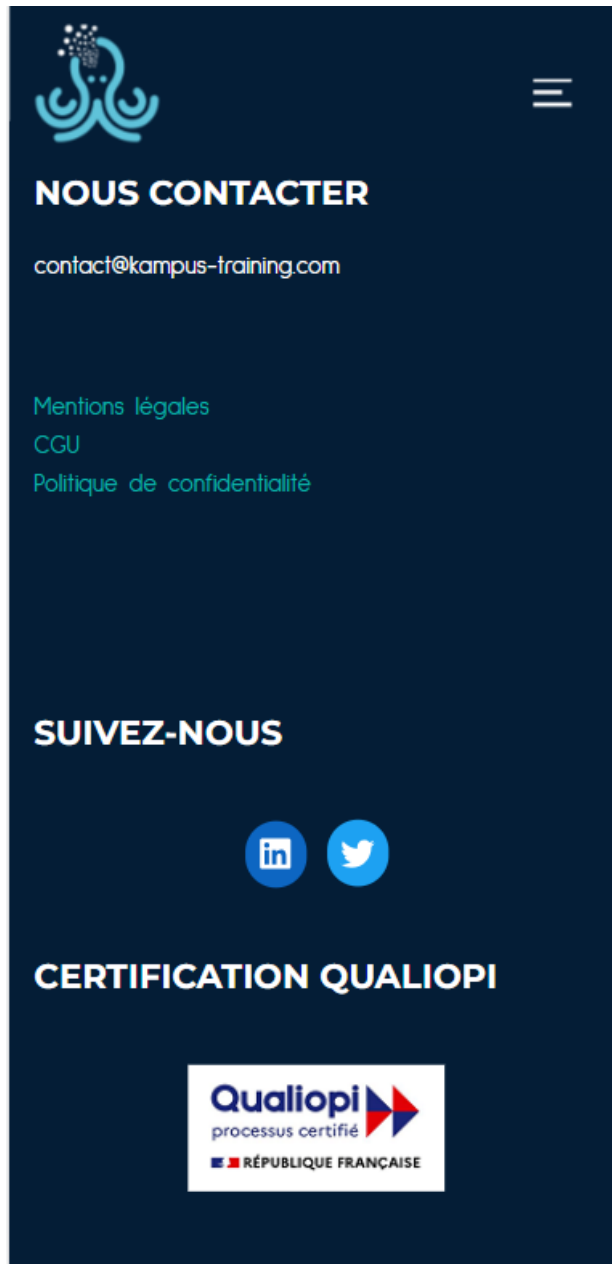 NOUS CONTACTER
contact@kampus-training.com
Mentions légales
CGU
Politique de confidentialité
SUIVEZ-NOUS
in
CERTIFICATION QUALIOPI
Qualiopi
processus certifié
RÉPUBLIQUE FRANÇAISE